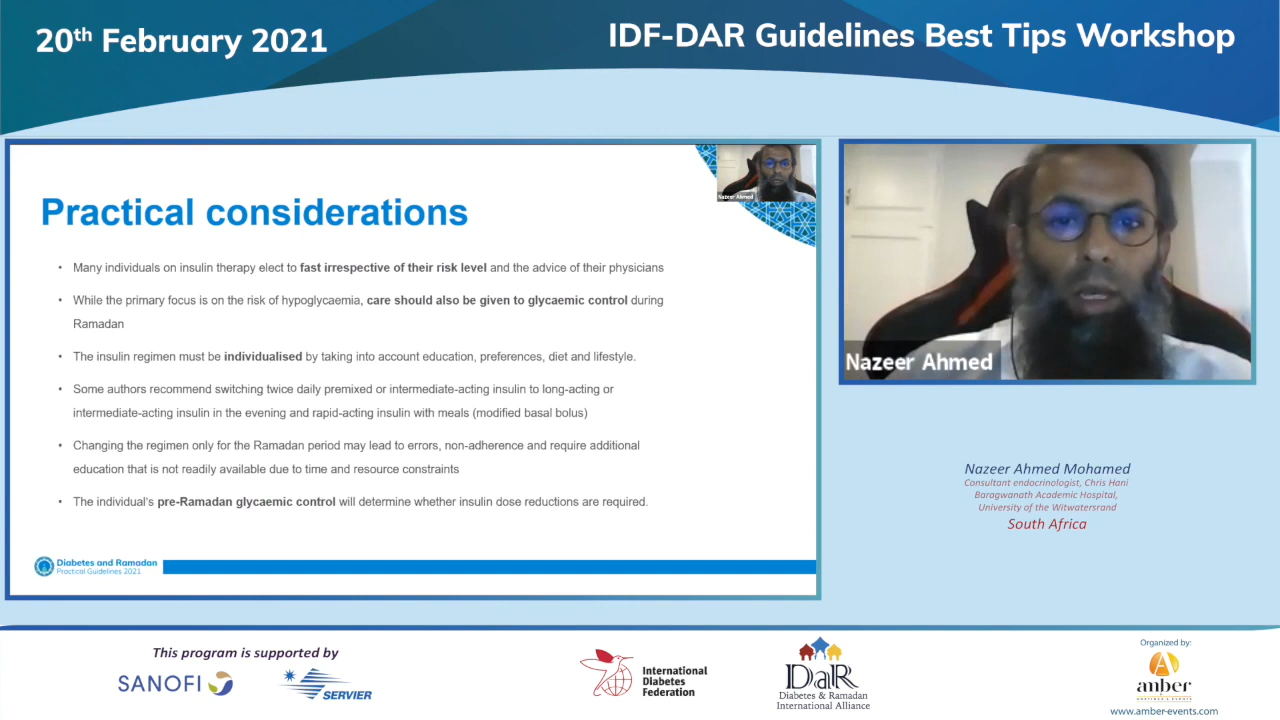 20th February 2021
IDF-DAR Guidelines Best Tips Workshop
Nazeer Ahmed
Practical considerations
• Many individuals on insulin therapy elect to fast irrespective of their risk level and the advice of their physicians
• While the primary focus is on the risk of hypoglycaemia, care should also be given to glycaemic control during
Ramadan
• The insulin regimen must be individualised by taking into account education, preferences, diet and lifestyle.
• Some authors recommend switching twice daily premixed or intermediate-acting insulin to long-acting or
intermediate-acting insulin in the evening and rapid-acting insulin with meals (modified basal bolus)
• Changing the regimen only for the Ramadan period may lead to errors, non-adherence and require additional
education that is not readily available due to time and resource constraints
• The individual's pre-Ramadan glycaemic control will determine whether insulin dose reductions are required.
Diabetes and Ramadan
Practical Guidelines 2021
Nazeer Ahmed
Nazeer Ahmed Mohamed
Consultant endocrinologist, Chris Hani
Baragwanath Academic Hospital,
University of the Witwatersrand
South Africa
This program is supported by
SANOFI
SERVIER
International
Diabetes
Federation
DaR
Diabetes & Ramadan
International Alliance
Organized by:
anber
www.amber-events.com